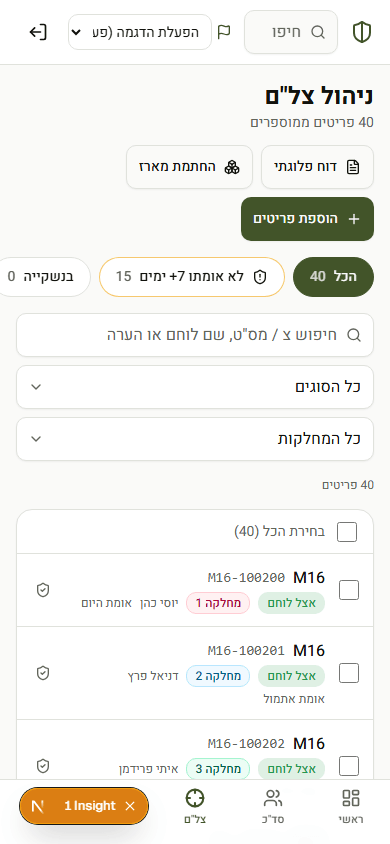 חיפו
הפעלת הדגמה (פע
ניהול צל"ם
40 פריטים ממוספרים
דוח פלוגתי
החתמת מארז
הוספת פריטים
הכל 40
לא אומתו 7+ ימים 15
בנשקייה 0
חיפוש צ / מס"ט, שם לוחם או הערה
כל הסוגים
כל המחלקות
40 פריטים
בחירת הכל (40)
M16 M16-100200
אצל לוחם מחלקה 1 יוסי כהן אומת היום
M16 M16-100201
אצל לוחם מחלקה 2 דניאל פרץ
אומת אתמול
M16 M16-100202
אצל לוחם מחלקה 3 איתי פרידמן
ראשי
סד"כ
צל"ם
N 1 Insight